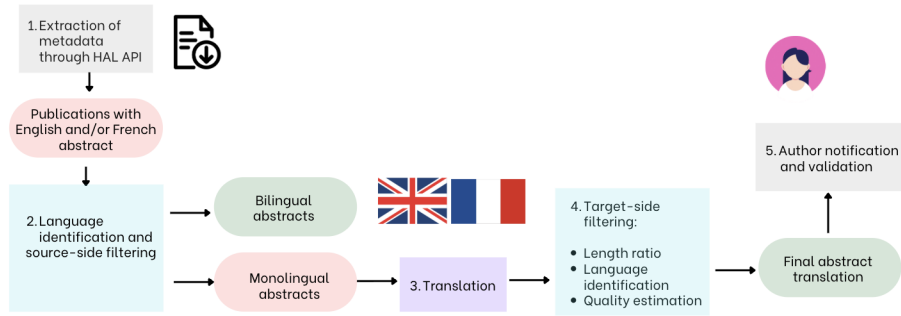 1. Extraction of
metadata
through HAL API
Publications with
English and/or French
abstract
2. Language
identification and
source-side filtering
Bilingual
abstracts
Monolingual
abstracts
3. Translation
4. Target-side
filtering:
• Length ratio
• Language
identification
• Quality estimation
5. Author notification
and validation
Final abstract
translation